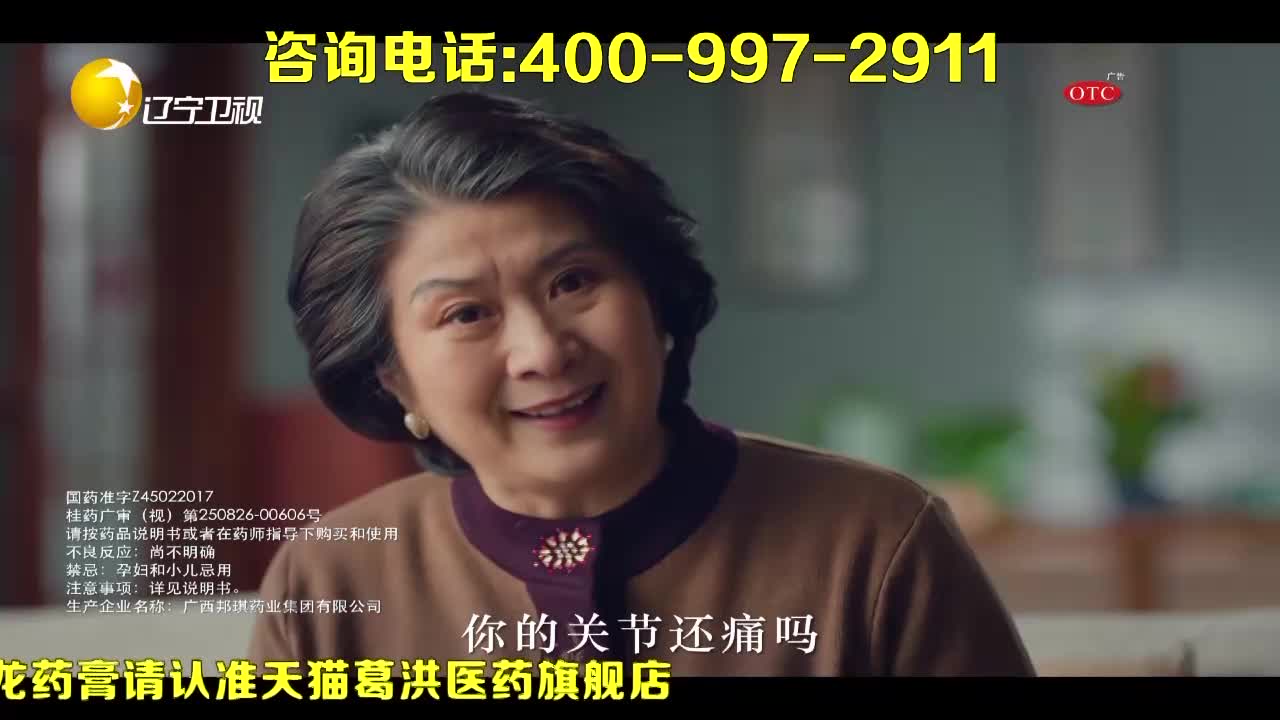 咨询电话:400-997-2911
辽宁卫视
广告
OTC
国药准字Z45022017
桂药广审（视）第250826-00606号
请按药品说明书或者在药师指导下购买和使用
不良反应：尚不明确
禁忌：孕妇和小儿忌用
注意事项：详见说明书。
生产企业名称：广西邦琪药业集团有限公司
你的关节还痛吗
龙药膏请认准天猫葛洪医药旗舰店